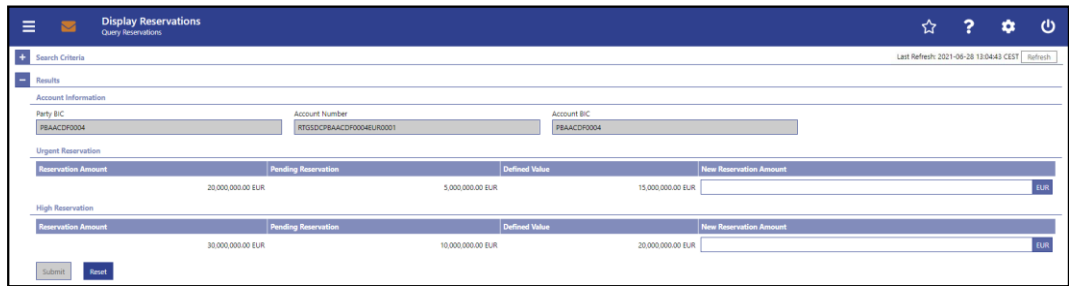 Display Reservations
Query Reservations
?
+ Search Criteria Last Refresh: 2021-06-28 13:04:43 CEST Refresh
− Results
Account Information
Party BIC Account Number Account BIC
PBAACDF0004 RTGSDCPBAACDF0004EUR0001 PBAACDF0004
Urgent Reservation
Reservation Amount Pending Reservation Defined Value New Reservation Amount
20,000,000.00 EUR 5,000,000.00 EUR 15,000,000.00 EUR EUR
High Reservation
Reservation Amount Pending Reservation Defined Value New Reservation Amount
30,000,000.00 EUR 10,000,000.00 EUR 20,000,000.00 EUR EUR
Submit Reset